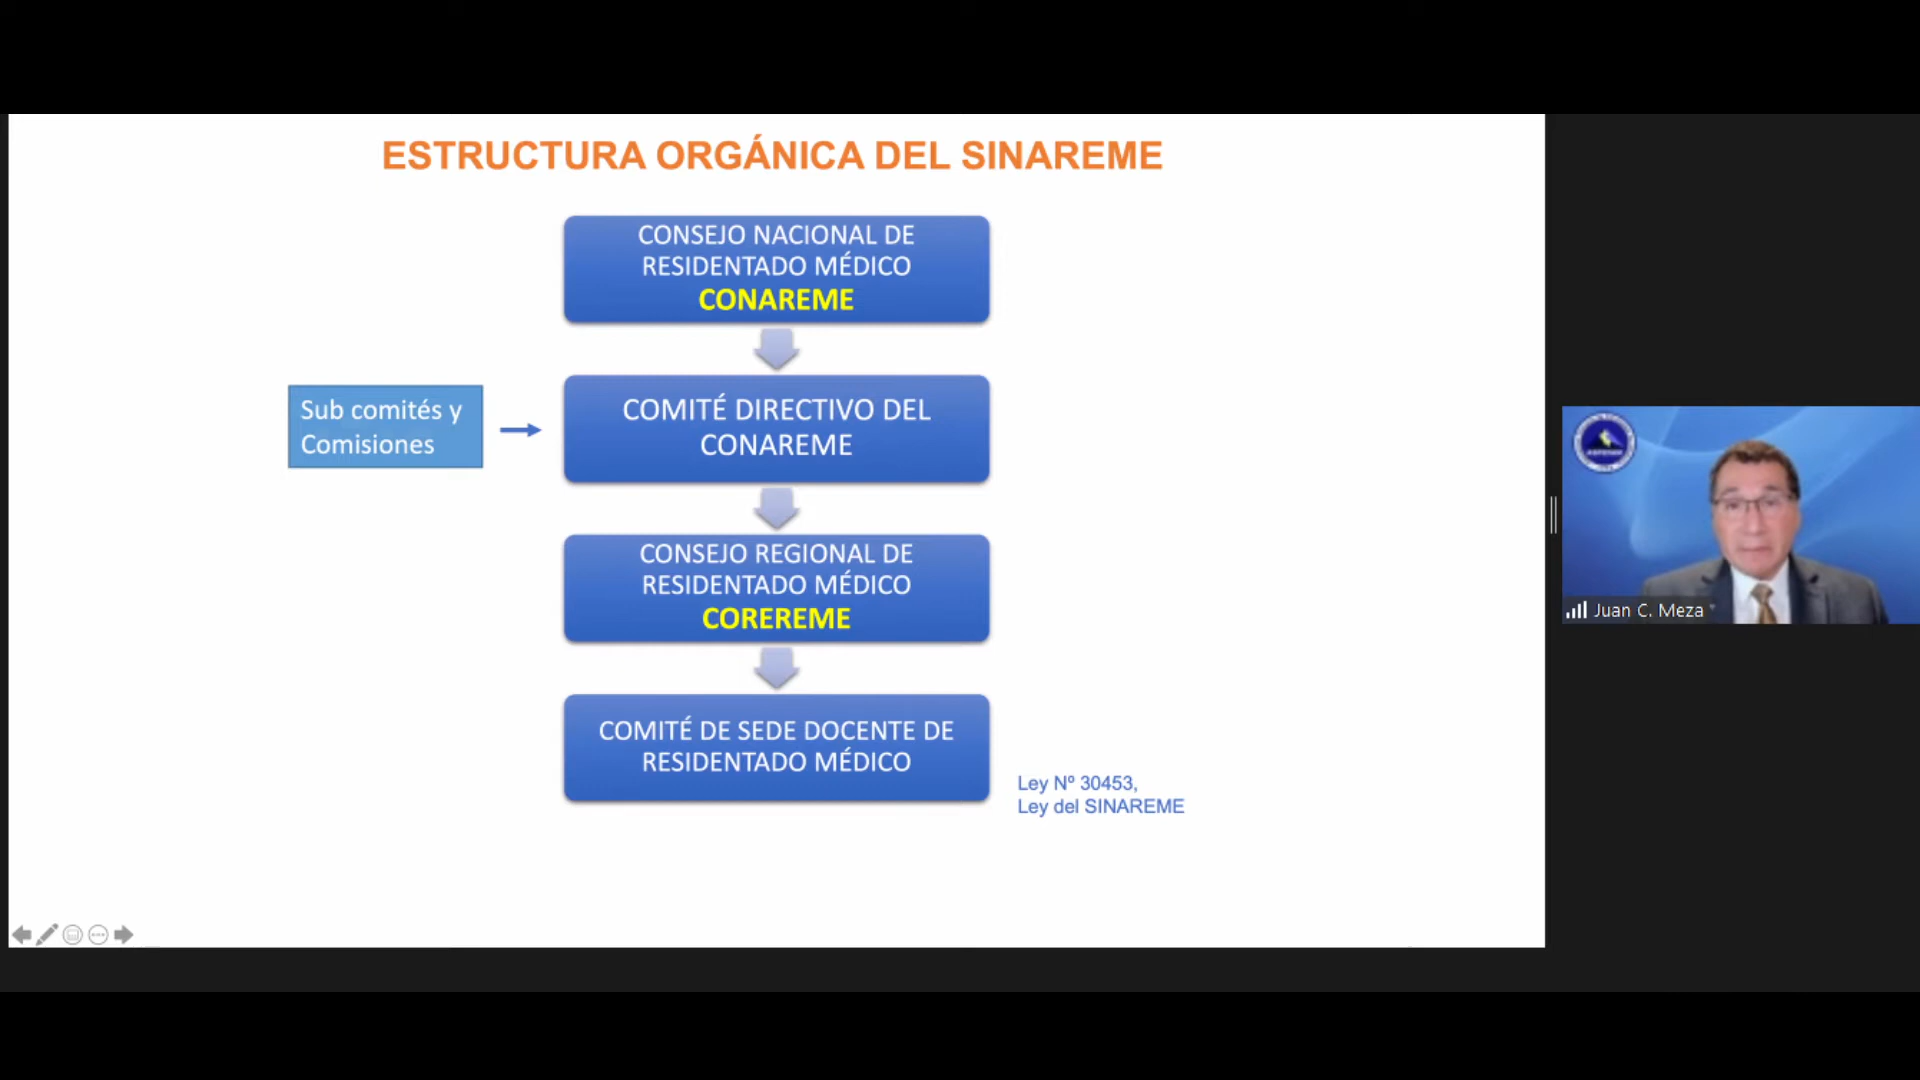 ESTRUCTURA ORGÁNICA DEL SINAREME
CONSEJO NACIONAL DE
RESIDENTADO MÉDICO
CONAREME
Sub comités y
Comisiones
COMITÉ DIRECTIVO DEL
CONAREME
CONSEJO REGIONAL DE
RESIDENTADO MÉDICO
COREREME
COMITÉ DE SEDE DOCENTE DE
RESIDENTADO MÉDICO
Ley Nº 30453,
Ley del SINAREME
Juan C. Meza